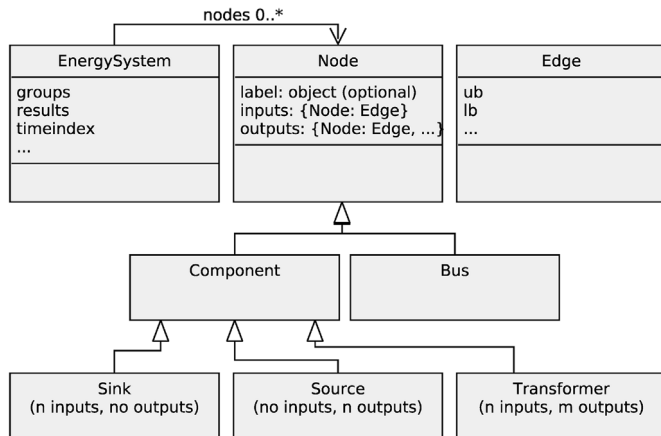 nodes 0..*
EnergySystem
groups
results
timeindex
...
Node
label: object (optional)
inputs: {Node: Edge}
outputs: {Node: Edge, ...}
Edge
ub
lb
...
Component
Bus
Sink
(n inputs, no outputs)
Source
(no inputs, n outputs)
Transformer
(n inputs, m outputs)